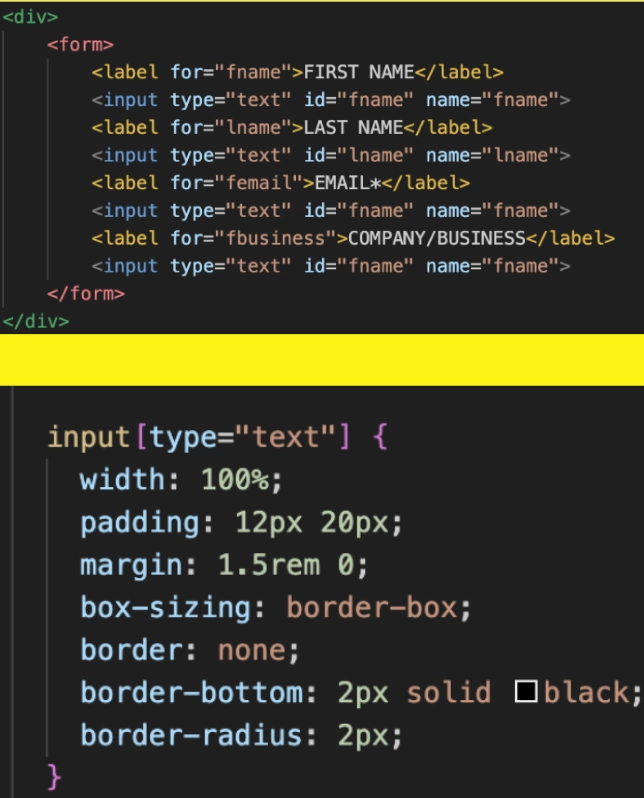 <div>
<form>
<label for="fname">FIRST NAME</label>
<input type="text" id="fname" name="fname">
<label for="lname">LAST NAME</label>
<input type="text" id="lname" name="lname">
<label for="femail">EMAIL*</label>
<input type="text" id="fname" name="fname">
<label for="fbusiness">COMPANY/BUSINESS</label>
<input type="text" id="fname" name="fname">
</form>
</div>
input[type="text"] {
width: 100%;
padding: 12px 20px;
margin: 1.5rem 0;
box-sizing: border-box;
border: none;
border-bottom: 2px solid black;
border-radius: 2px;
}